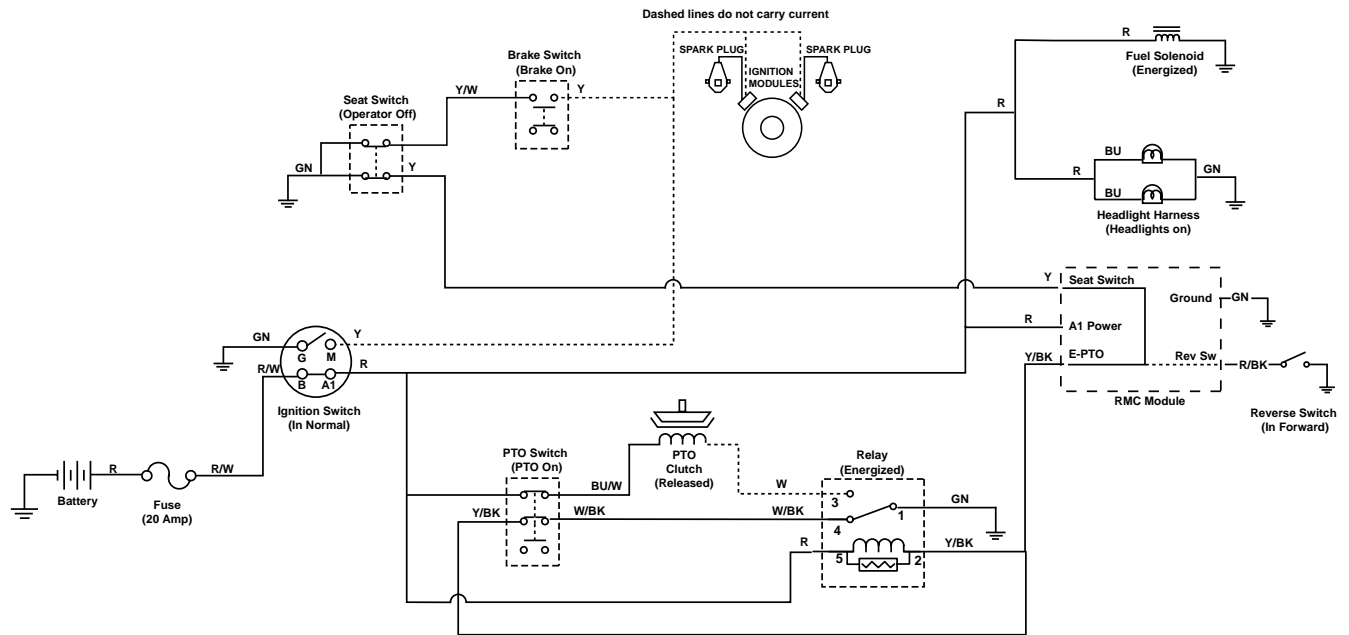 Dashed lines do not carry current
SPARK PLUG
SPARK PLUG
IGNITION
MODULES
R
Fuel Solenoid
(Energized)
Brake Switch
(Brake On)
Y/W
Y
Seat Switch
(Operator Off)
GN
Y
R
R
BU
BU
GN
Headlight Harness
(Headlights on)
Y
Seat Switch
Ground
GN
R
A1 Power
Y/BK
E-PTO
Rev Sw
R/BK
RMC Module
Reverse Switch
(In Forward)
GN
Y
G
M
R/W
B
A1
R
Ignition Switch
(In Normal)
R
R/W
Battery
Fuse
(20 Amp)
PTO Switch
(PTO On)
BU/W
PTO
Clutch
(Released)
W
Relay
(Energized)
3
GN
1
Y/BK
W/BK
W/BK
4
R
5
2
Y/BK